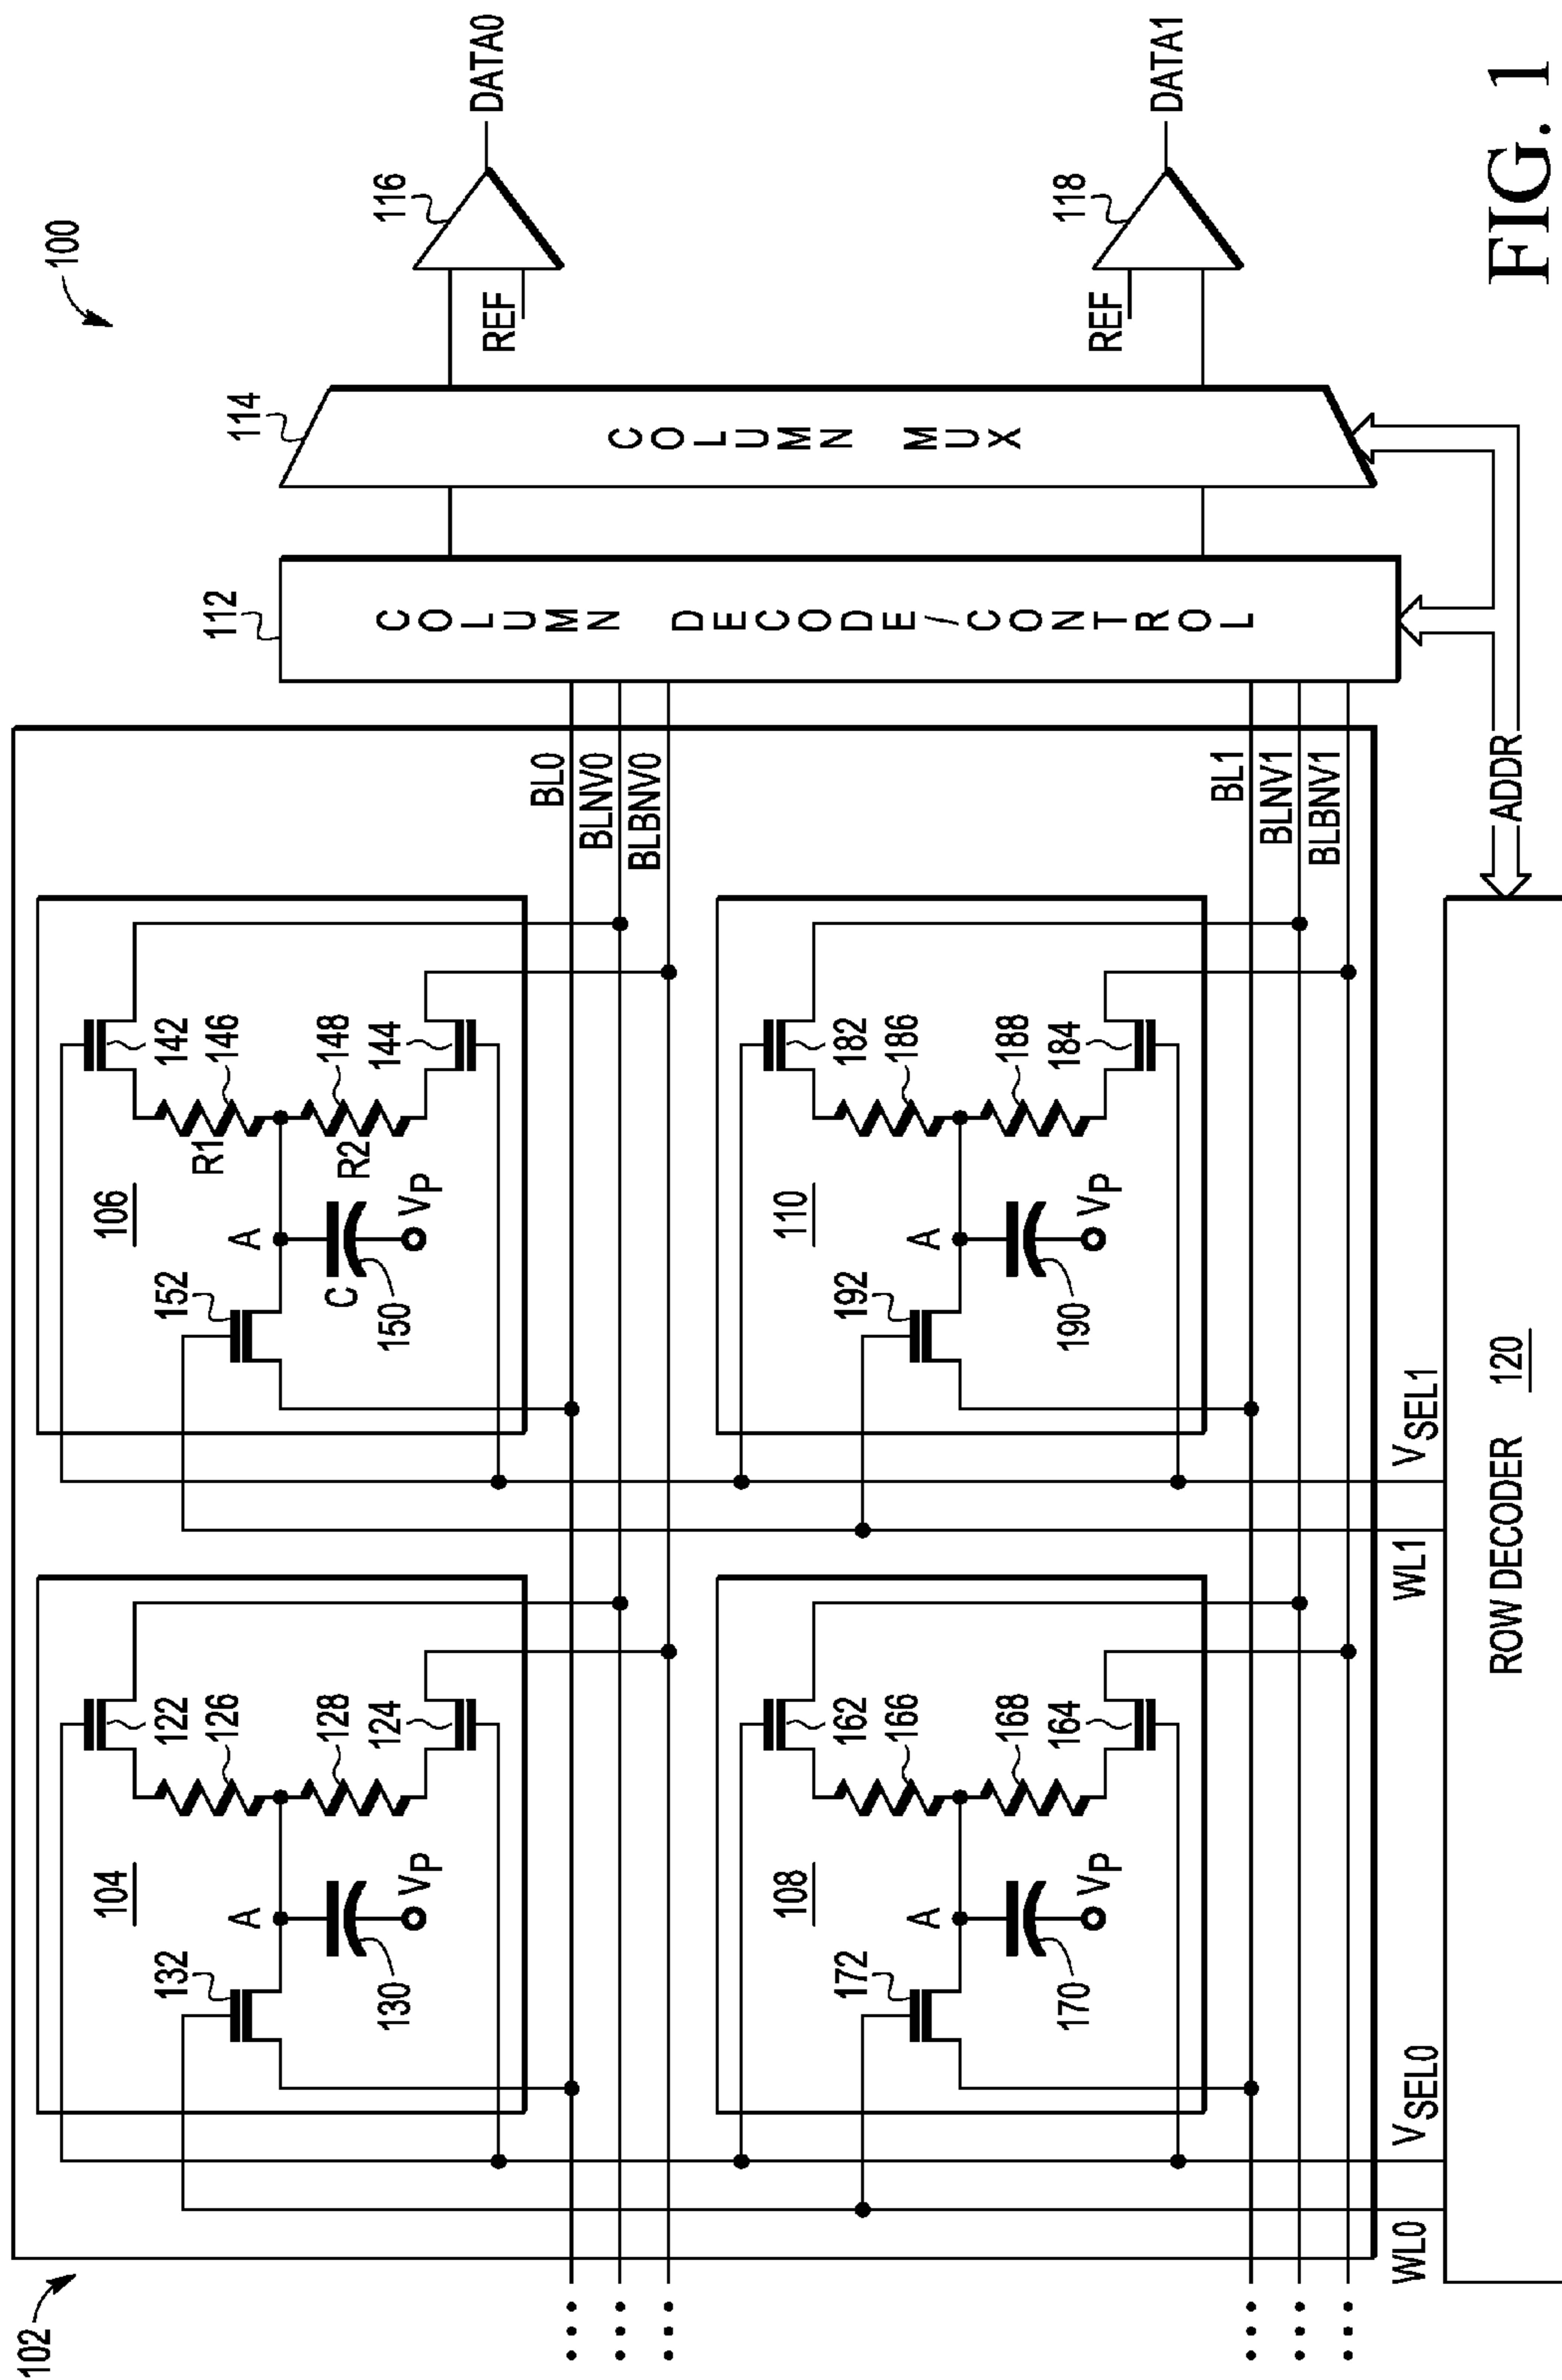 100
102
104
132
A
130
VP
122
126
128
124
106
152
A
C
150
VP
R1
R2
142
146
148
144
BL0
BLNV0
BLBNV0
108
172
A
170
VP
162
166
168
164
110
192
A
190
VP
182
186
188
184
BL1
BLNV1
BLBNV1
112
COLUMN DECODE/CONTROL
114
COLUMN MUX
116
REF
DATA0
118
REF
DATA1
WL0
VSEL0
WL1
VSEL1
ROW DECODER 120
ADDR
FIG. 1